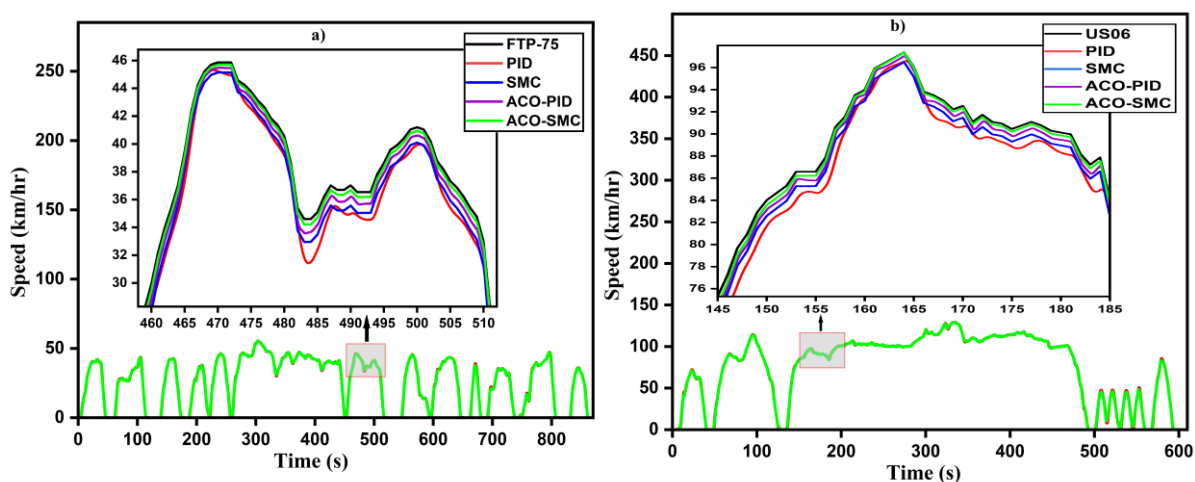 a)
FTP-75
PID
SMC
ACO-PID
ACO-SMC
46
44
42
40
38
36
34
32
30
460 465 470 475 480 485 490 495 500 505 510
250
200
150
100
50
0
Speed (km/hr)
0 100 200 300 400 500 600 700 800
Time (s)
b)
US06
PID
SMC
ACO-PID
ACO-SMC
96
94
92
90
88
86
84
82
80
78
76
145 150 155 160 165 170 175 180 185
450
400
350
300
250
200
150
100
50
0
Speed (km/hr)
0 100 200 300 400 500 600
Time (s)